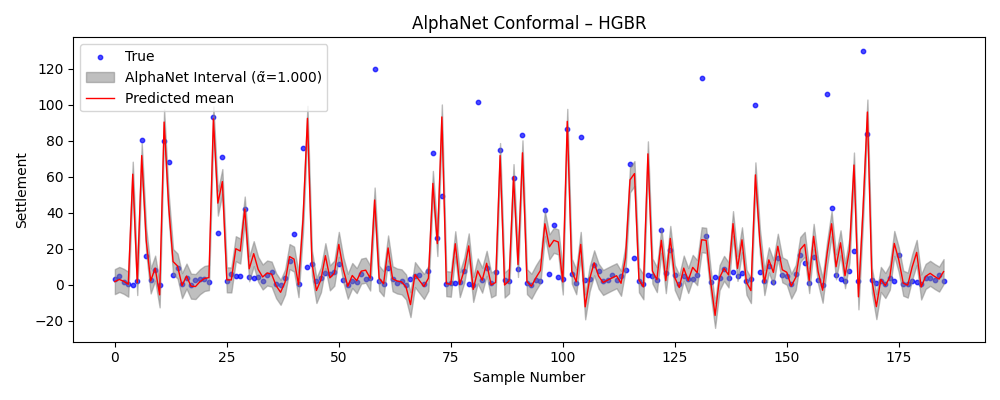 AlphaNet Conformal – HGBR
True
AlphaNet Interval (α̃=1.000)
Predicted mean
Settlement
120
100
80
60
40
20
0
−20
0
25
50
75
100
125
150
175
Sample Number